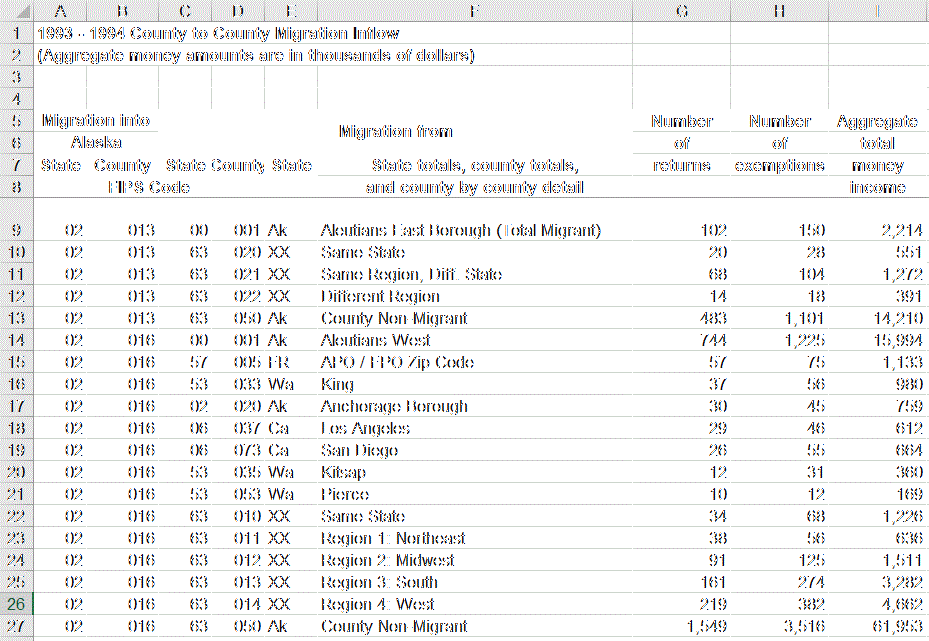 A B C D E F G H I
1 1993 - 1994 County to County Migration Inflow
2 (Aggregate money amounts are in thousands of dollars)
3
4
5 Migration into Number Number Aggregate
Migration from
6 Alaska of of total
7 State County State County State State totals, county totals, returns exemptions money
8 FIPS Code and county by county detail income
9 02 013 00 001 Ak Aleutians East Borough (Total Migrant) 102 150 2,214
10 02 013 63 020 XX Same State 20 28 551
11 02 013 63 021 XX Same Region, Diff. State 68 104 1,272
12 02 013 63 022 XX Different Region 14 18 391
13 02 013 63 050 Ak County Non-Migrant 483 1,101 14,210
14 02 016 00 001 Ak Aleutians West 744 1,225 15,994
15 02 016 57 005 FR APO / FPO Zip Code 57 75 1,133
16 02 016 53 033 Wa King 37 56 980
17 02 016 02 020 Ak Anchorage Borough 30 45 759
18 02 016 06 037 Ca Los Angeles 29 46 612
19 02 016 06 073 Ca San Diego 26 55 664
20 02 016 53 035 Wa Kitsap 12 31 360
21 02 016 53 053 Wa Pierce 10 12 169
22 02 016 63 010 XX Same State 34 68 1,226
23 02 016 63 011 XX Region 1: Northeast 38 56 636
24 02 016 63 012 XX Region 2: Midwest 91 125 1,511
25 02 016 63 013 XX Region 3: South 161 274 3,282
26 02 016 63 014 XX Region 4: West 219 382 4,662
27 02 016 63 050 Ak County Non-Migrant 1,549 3,516 61,953